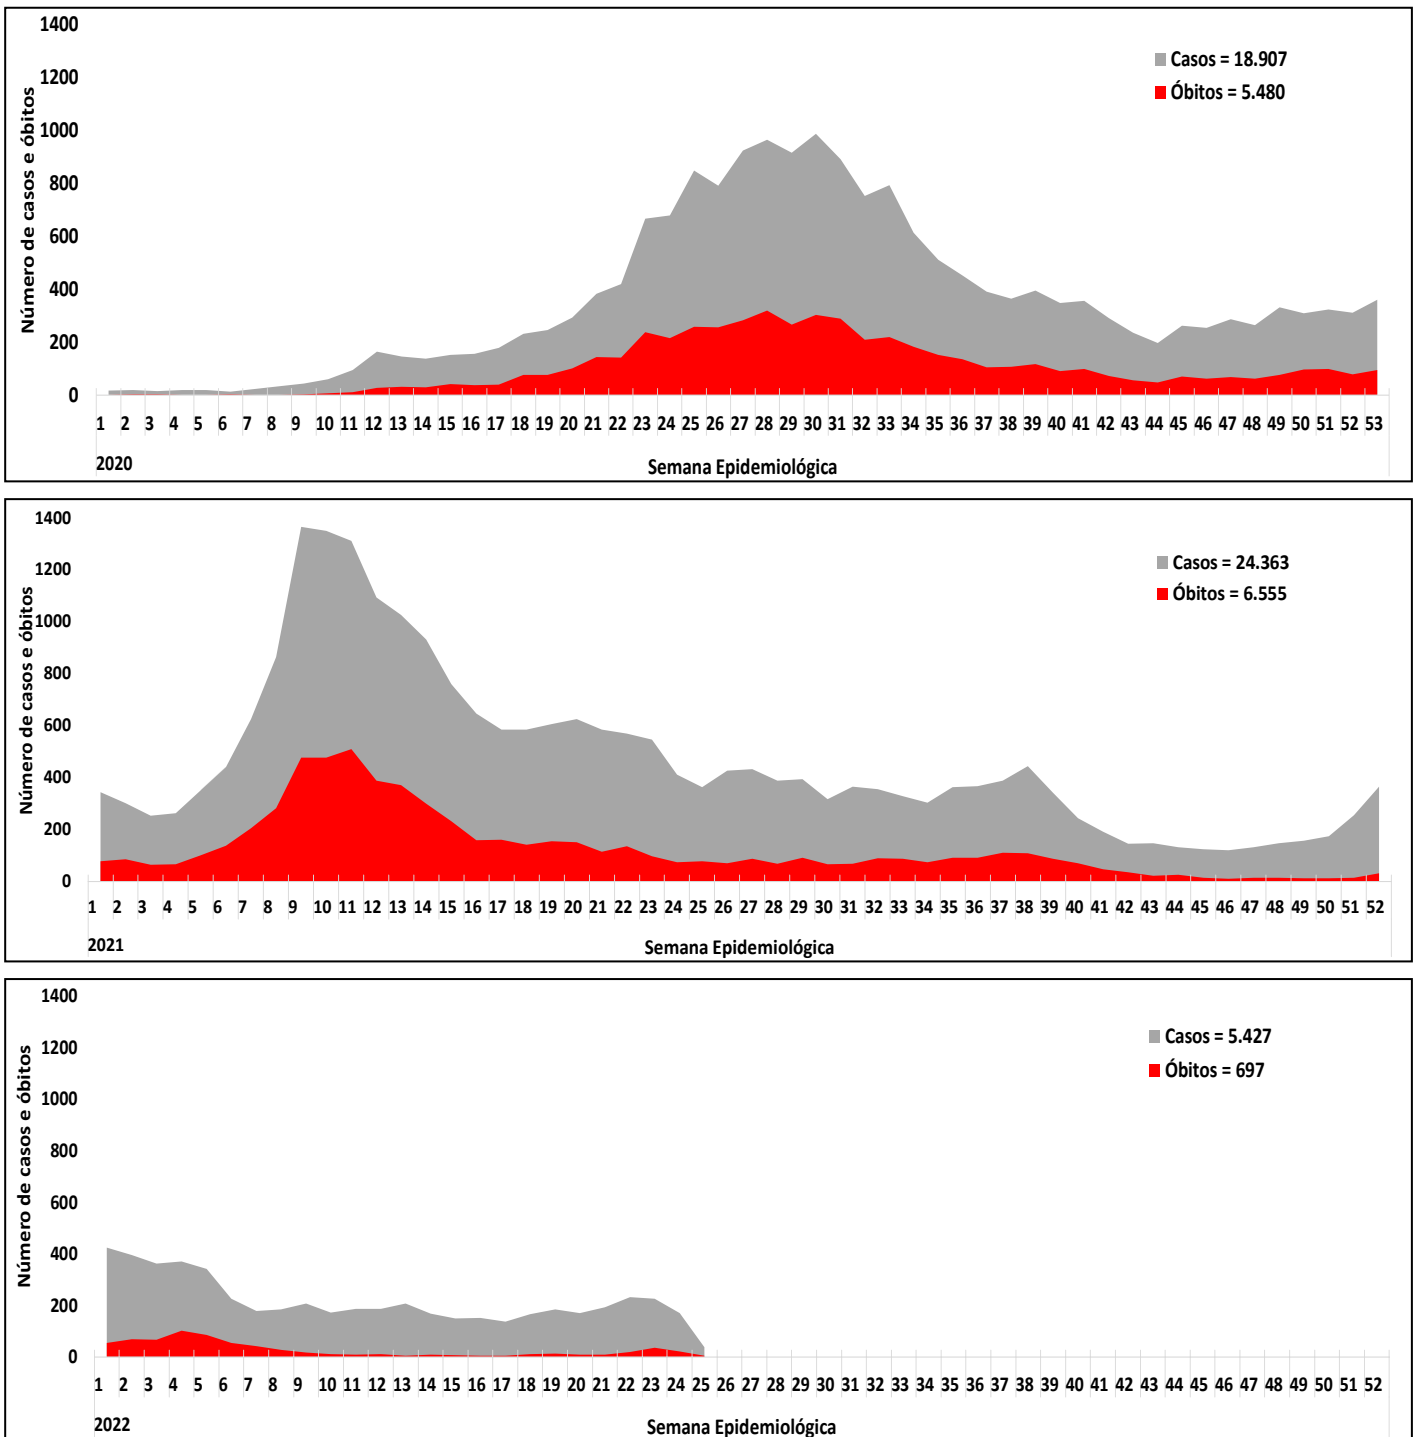 1400
1200
1000
800
600
400
200
0
Número de casos e óbitos
Casos = 18.907
Óbitos = 5.480
1 2 3 4 5 6 7 8 9 10 11 12 13 14 15 16 17 18 19 20 21 22 23 24 25 26 27 28 29 30 31 32 33 34 35 36 37 38 39 40 41 42 43 44 45 46 47 48 49 50 51 52 53
2020
Semana Epidemiológica
1400
1200
1000
800
600
400
200
0
Número de casos e óbitos
Casos = 24.363
Óbitos = 6.555
1 2 3 4 5 6 7 8 9 10 11 12 13 14 15 16 17 18 19 20 21 22 23 24 25 26 27 28 29 30 31 32 33 34 35 36 37 38 39 40 41 42 43 44 45 46 47 48 49 50 51 52
2021
Semana Epidemiológica
1400
1200
1000
800
600
400
200
0
Número de casos e óbitos
Casos = 5.427
Óbitos = 697
1 2 3 4 5 6 7 8 9 10 11 12 13 14 15 16 17 18 19 20 21 22 23 24 25 26 27 28 29 30 31 32 33 34 35 36 37 38 39 40 41 42 43 44 45 46 47 48 49 50 51 52
2022
Semana Epidemiológica